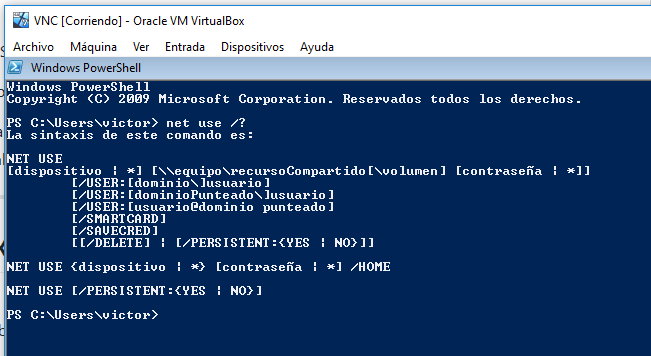 VNC [Corriendo] - Oracle VM VirtualBox
Archivo Máquina Ver Entrada Dispositivos Ayuda
Windows PowerShell
Windows PowerShell
Copyright (C) 2009 Microsoft Corporation. Reservados todos los derechos.
PS C:\Users\victor> net use /?
La sintaxis de este comando es:
NET USE
[dispositivo | *] [\\equipo\recursoCompartido[\volumen] [contraseña | *]]
[/USER:[dominio\]usuario]
[/USER:[dominioPunteado\]usuario]
[/USER:[usuario@dominio punteado]
[/SMARTCARD]
[/SAVECRED]
[[/DELETE] | [/PERSISTENT:{YES | NO}]]
NET USE {dispositivo | *} [contraseña | *] /HOME
NET USE [/PERSISTENT:{YES | NO}]
PS C:\Users\victor>